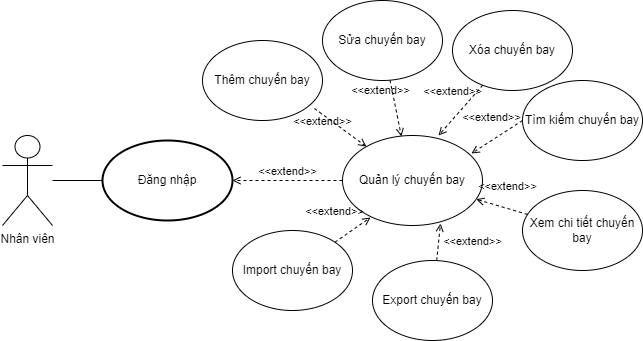 Sửa chuyến bay
Xóa chuyến bay
Thêm chuyến bay
<<extend>>
<<extend>>
<<extend>>
Tìm kiếm chuyến bay
<<extend>>
Đăng nhập
<<extend>>
Quản lý chuyến bay
<<extend>>
Xem chi tiết chuyến
bay
<<extend>>
Nhân viên
<<extend>>
Import chuyến bay
Export chuyến bay